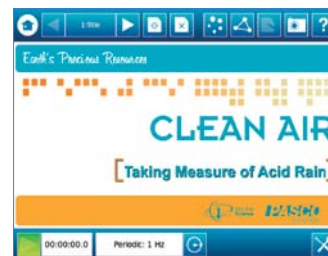 1:Title
?
Earth's Precious Resources
CLEAN AIR
[Taking Measure of Acid Rain]
PASCO
00:00:00.0
Periodic: 1 Hz